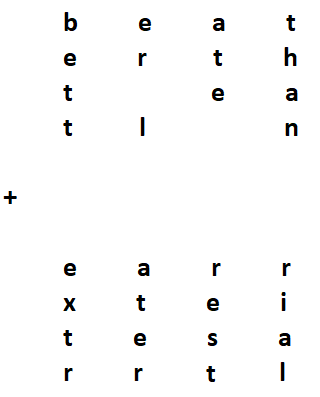 b e a t
e r t h
t e a
t l n
+
e a r r
x t e i
t e s a
r r t l